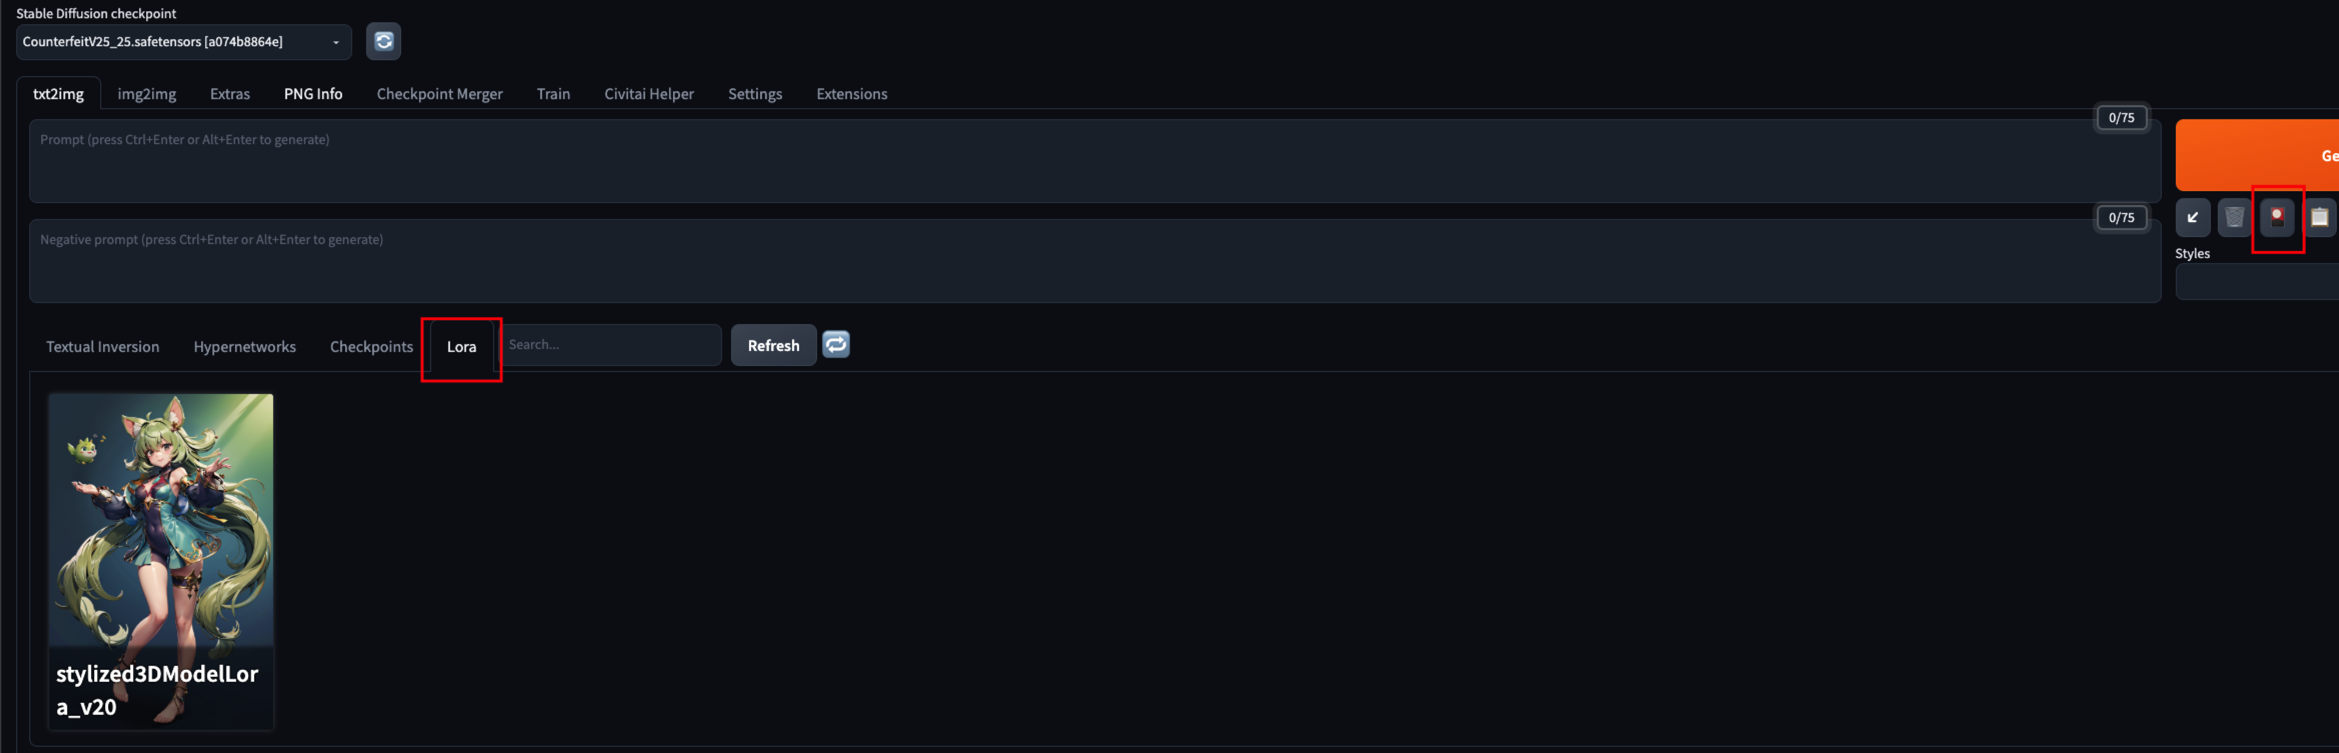 Stable Diffusion checkpoint
CounterfeitV25_25.safetensors [a074b8864e]
txt2img img2img Extras PNG Info Checkpoint Merger Train Civitai Helper Settings Extensions
0/75
Prompt (press Ctrl+Enter or Alt+Enter to generate)
Ge
0/75
Negative prompt (press Ctrl+Enter or Alt+Enter to generate)
Styles
Textual Inversion Hypernetworks Checkpoints Lora Search... Refresh
stylized3DModelLor
a_v20